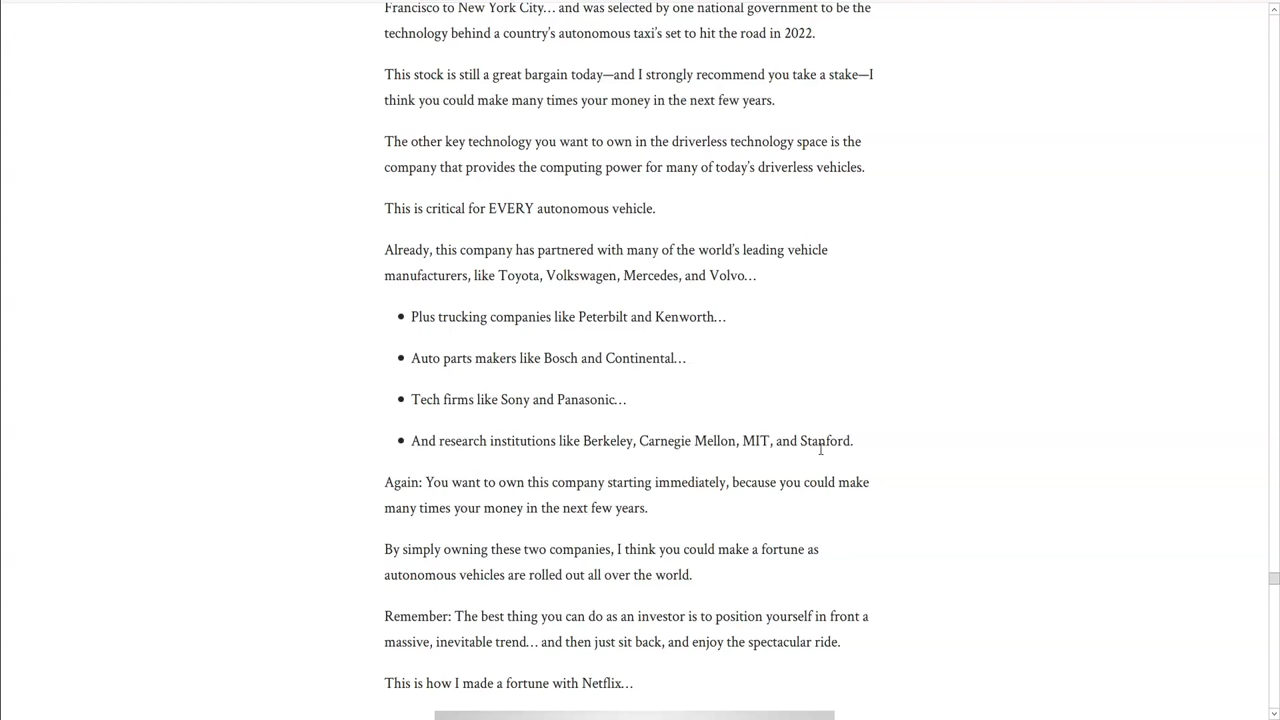 Francisco to New York City… and was selected by one national government to be the
technology behind a country’s autonomous taxi’s set to hit the road in 2022.
This stock is still a great bargain today—and I strongly recommend you take a stake—I
think you could make many times your money in the next few years.
The other key technology you want to own in the driverless technology space is the
company that provides the computing power for many of today’s driverless vehicles.
This is critical for EVERY autonomous vehicle.
Already, this company has partnered with many of the world’s leading vehicle
manufacturers, like Toyota, Volkswagen, Mercedes, and Volvo…
• Plus trucking companies like Peterbilt and Kenworth…
• Auto parts makers like Bosch and Continental…
• Tech firms like Sony and Panasonic…
• And research institutions like Berkeley, Carnegie Mellon, MIT, and Stanford.
Again: You want to own this company starting immediately, because you could make
many times your money in the next few years.
By simply owning these two companies, I think you could make a fortune as
autonomous vehicles are rolled out all over the world.
Remember: The best thing you can do as an investor is to position yourself in front a
massive, inevitable trend… and then just sit back, and enjoy the spectacular ride.
This is how I made a fortune with Netflix…